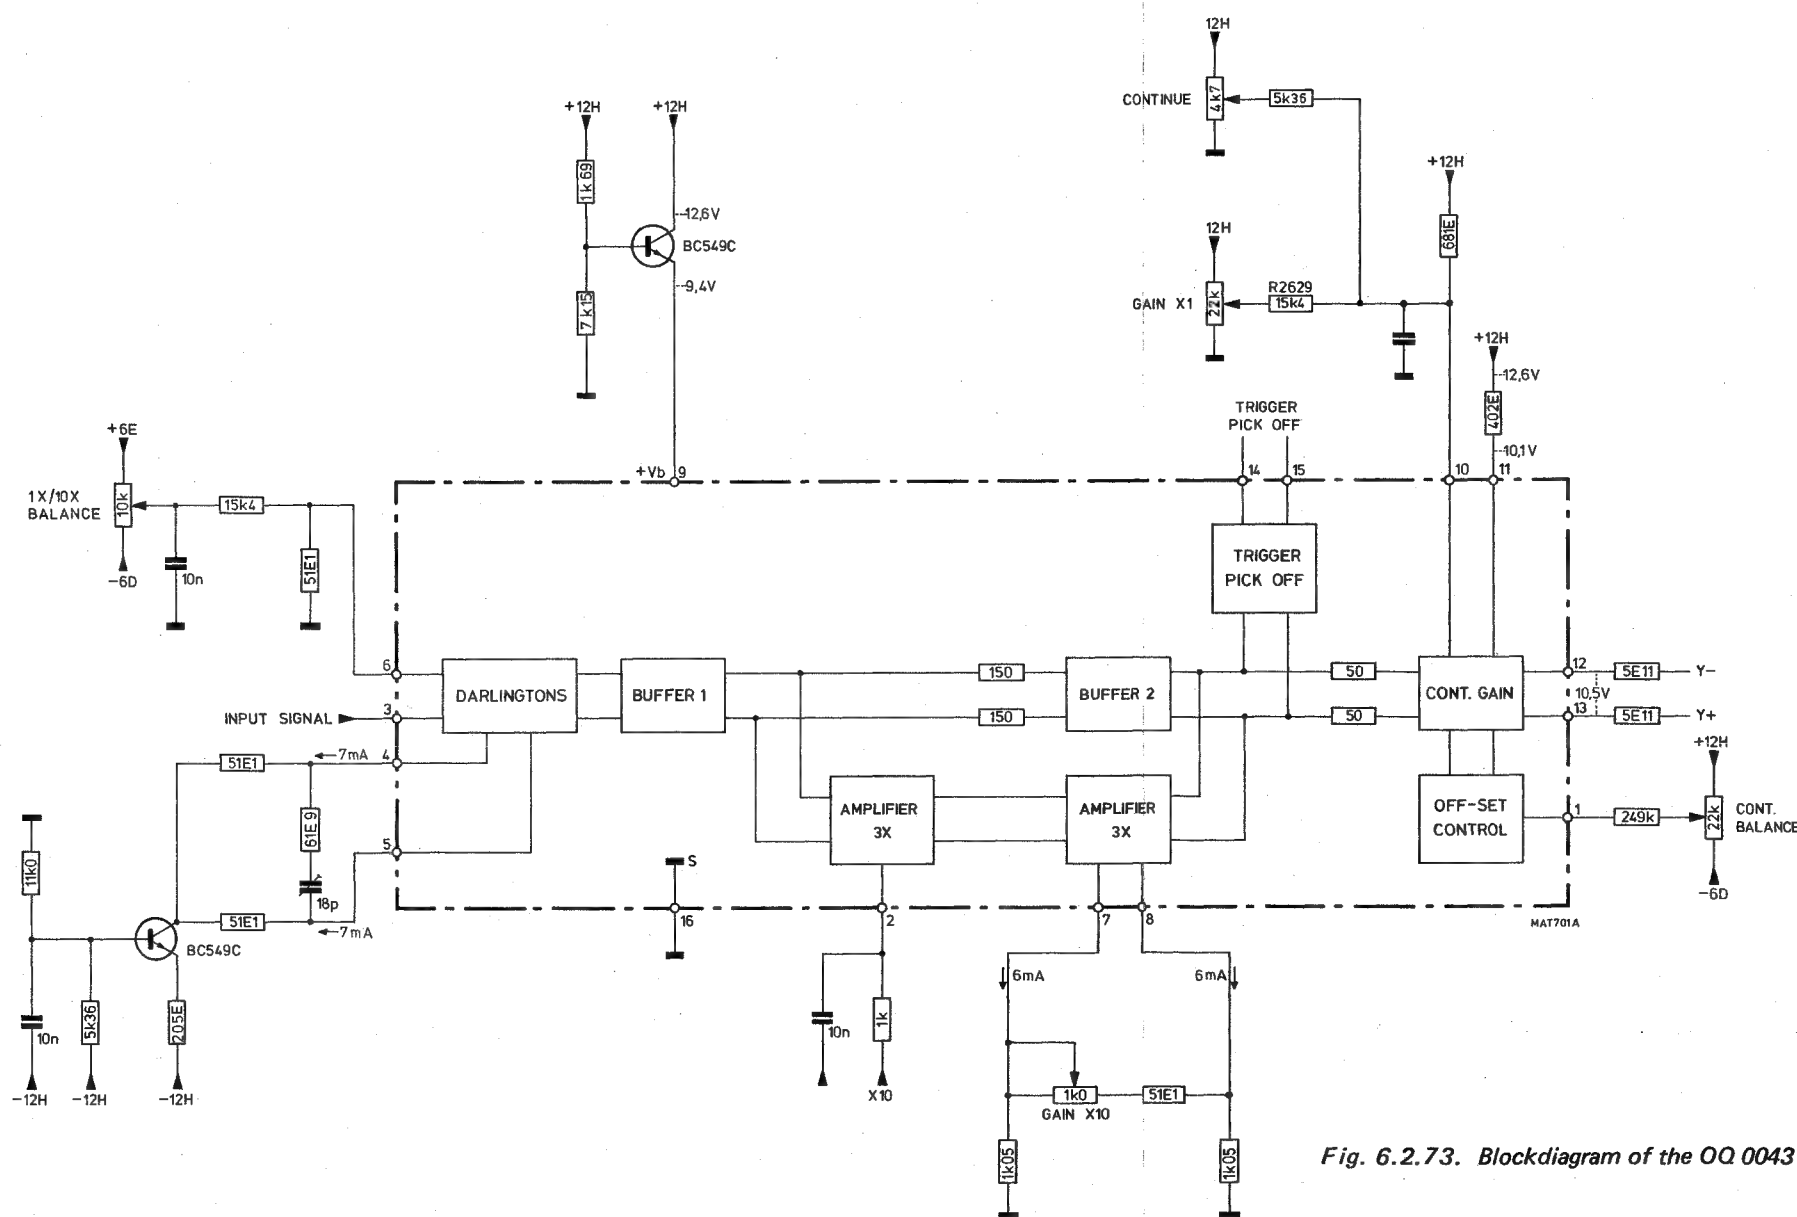 12H
CONTINUE
4k7
5k36
+12H
+12H
1k69
-12,6V
BC549C
7k15
-9,4V
12H
GAIN X1
22k
R2629
15k4
+12H
681E
+12H
-12,6V
402E
-10,1V
TRIGGER
PICK OFF
+6E
1X/10X
BALANCE
10k
15k4
-6D
10n
51E1
+Vb
9
14
15
10
11
TRIGGER
PICK OFF
6
DARLINGTONS
BUFFER 1
150
BUFFER 2
50
CONT. GAIN
12
5E11
Y-
10,5V
INPUT SIGNAL
3
150
50
13
5E11
Y+
51E1
←7mA
4
61E9
18p
5
51E1
←7mA
AMPLIFIER
3X
AMPLIFIER
3X
OFF-SET
CONTROL
1
249k
+12H
22k
CONT.
BALANCE
-6D
S
16
2
7
8
MAT701A
11k0
BC549C
10n
5k36
205E
-12H
-12H
-12H
10n
1k
X10
6mA
6mA
1k0
51E1
GAIN X10
1k05
1k05
Fig. 6.2.73. Blockdiagram of the OQ 0043